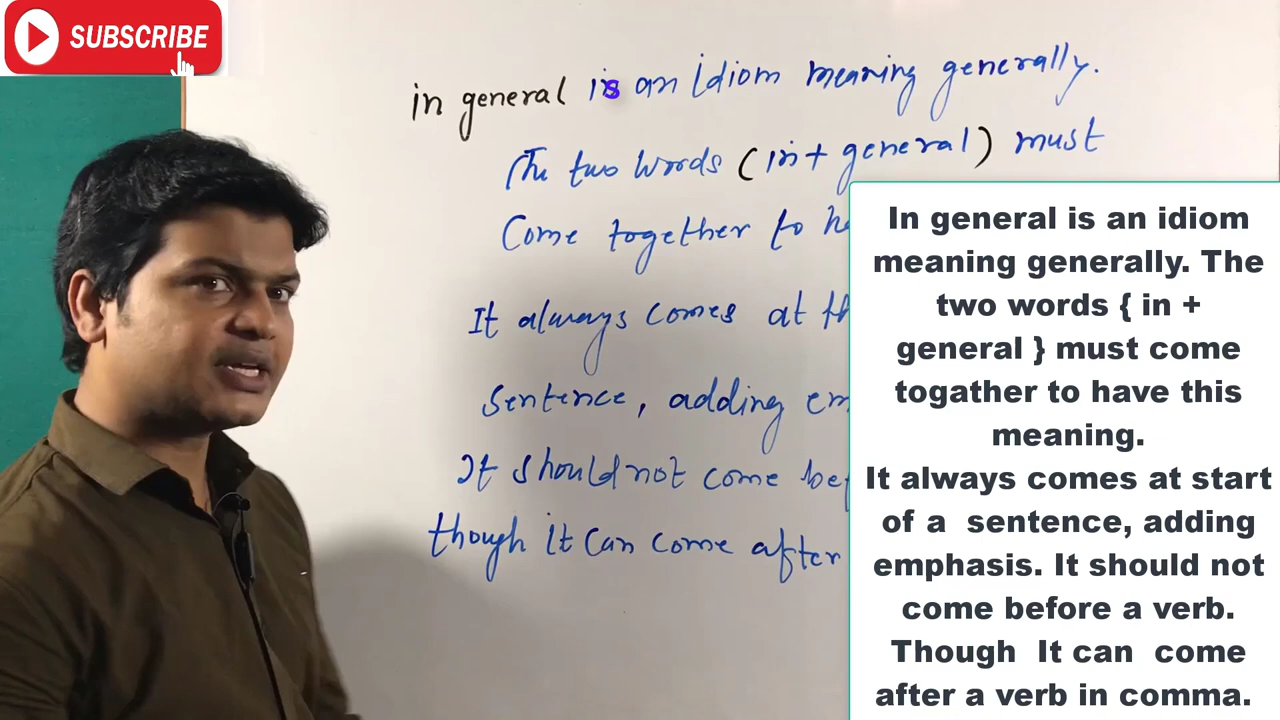 SUBSCRIBE
in general is an idiom meaning generally.
The two words (in + general) must
Come together to
It always comes at
sentence, adding
It should not come
though it can come after
In general is an idiom
meaning generally. The
two words { in +
general } must come
togather to have this
meaning.
It always comes at start
of a sentence, adding
emphasis. It should not
come before a verb.
Though It can come
after a verb in comma.